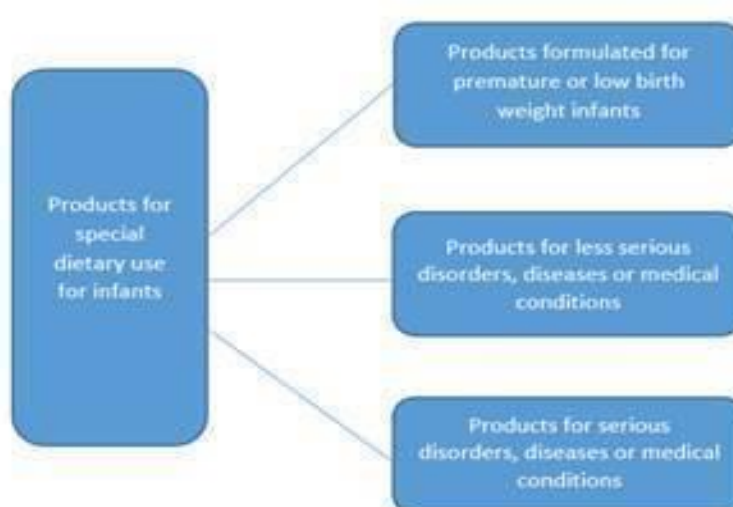 Products for
special
dietary use
for infants
Products formulated for
premature or low birth
weight infants
Products for less serious
disorders, diseases or medical
conditions
Products for serious
disorders, diseases or medical
conditions